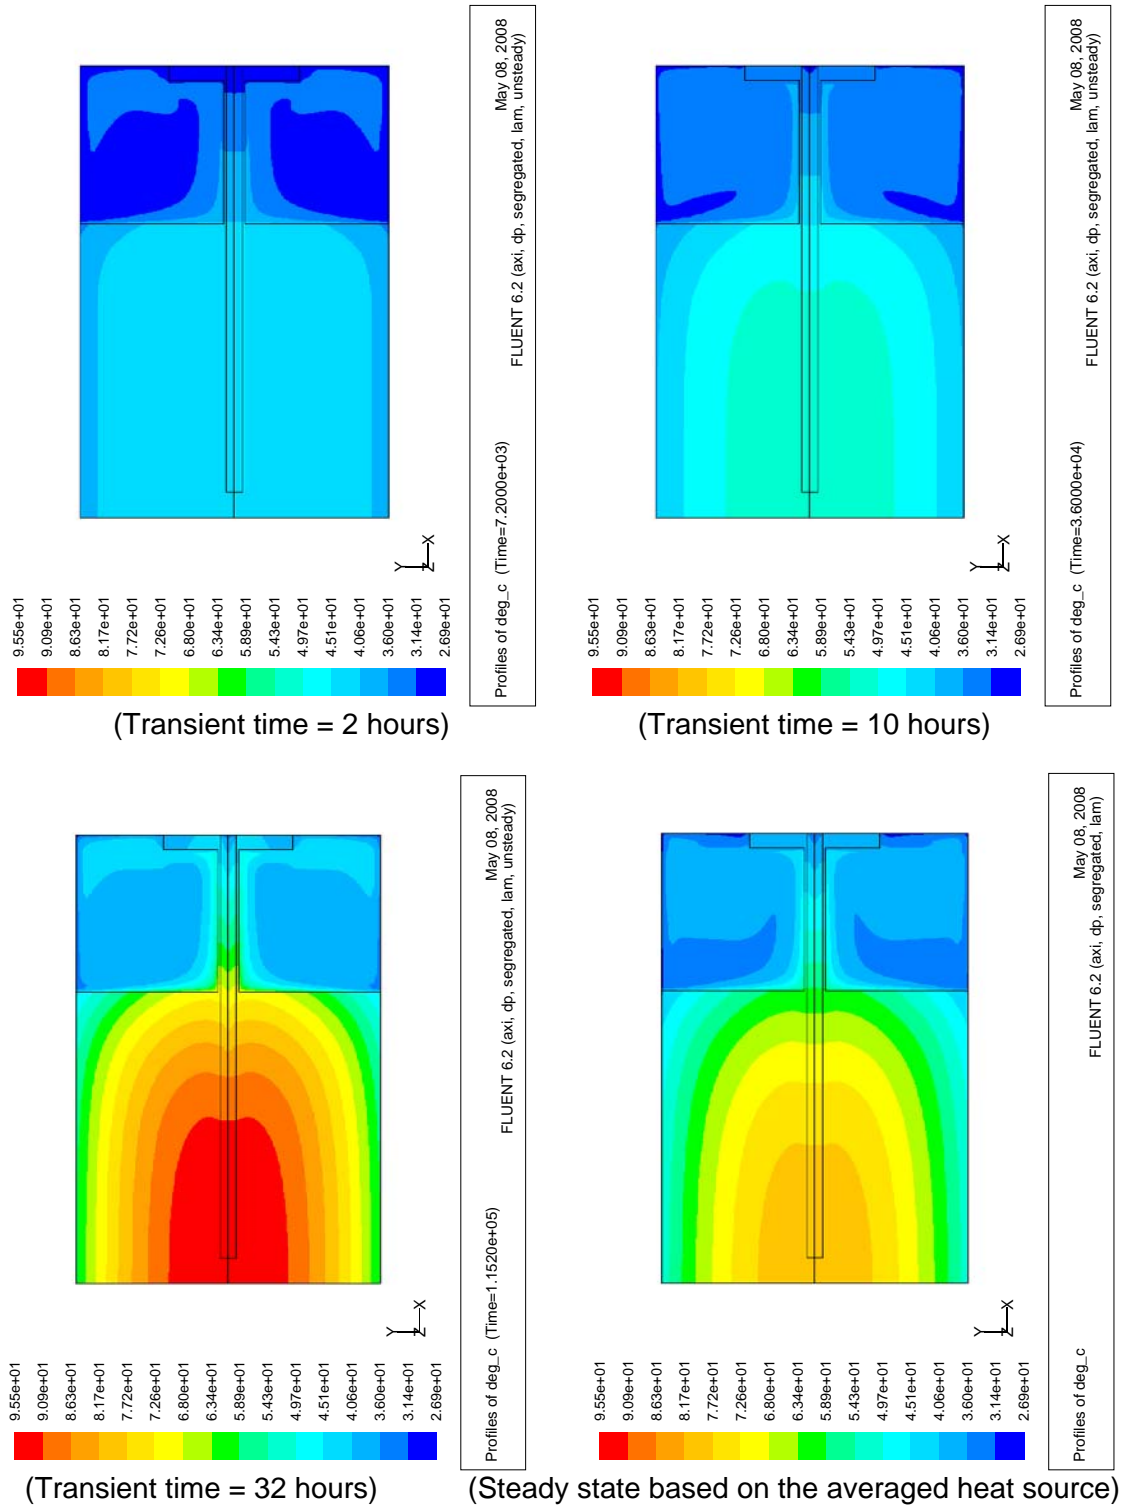 9.55e+01
9.09e+01
8.63e+01
8.17e+01
7.72e+01
7.26e+01
6.80e+01
6.34e+01
5.89e+01
5.43e+01
4.97e+01
4.51e+01
4.06e+01
3.60e+01
3.14e+01
2.69e+01
Y
Z X
Profiles of deg_c (Time=7.2000e+03)
May 08, 2008
FLUENT 6.2 (axi, dp, segregated, lam, unsteady)
(Transient time = 2 hours)
9.55e+01
9.09e+01
8.63e+01
8.17e+01
7.72e+01
7.26e+01
6.80e+01
6.34e+01
5.89e+01
5.43e+01
4.97e+01
4.51e+01
4.06e+01
3.60e+01
3.14e+01
2.69e+01
Y
Z X
Profiles of deg_c (Time=3.6000e+04)
May 08, 2008
FLUENT 6.2 (axi, dp, segregated, lam, unsteady)
(Transient time = 10 hours)
9.55e+01
9.09e+01
8.63e+01
8.17e+01
7.72e+01
7.26e+01
6.80e+01
6.34e+01
5.89e+01
5.43e+01
4.97e+01
4.51e+01
4.06e+01
3.60e+01
3.14e+01
2.69e+01
Y
Z X
Profiles of deg_c (Time=1.1520e+05)
May 08, 2008
FLUENT 6.2 (axi, dp, segregated, lam, unsteady)
(Transient time = 32 hours)
9.55e+01
9.09e+01
8.63e+01
8.17e+01
7.72e+01
7.26e+01
6.80e+01
6.34e+01
5.89e+01
5.43e+01
4.97e+01
4.51e+01
4.06e+01
3.60e+01
3.14e+01
2.69e+01
Y
Z X
Profiles of deg_c
May 08, 2008
FLUENT 6.2 (axi, dp, segregated, lam)
(Steady state based on the averaged heat source)